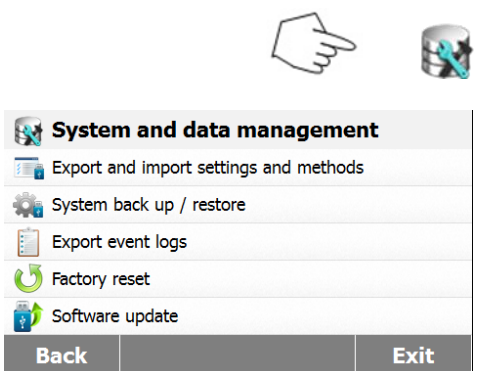 System and data management
Export and import settings and methods
System back up / restore
Export event logs
Factory reset
Software update
Back
Exit